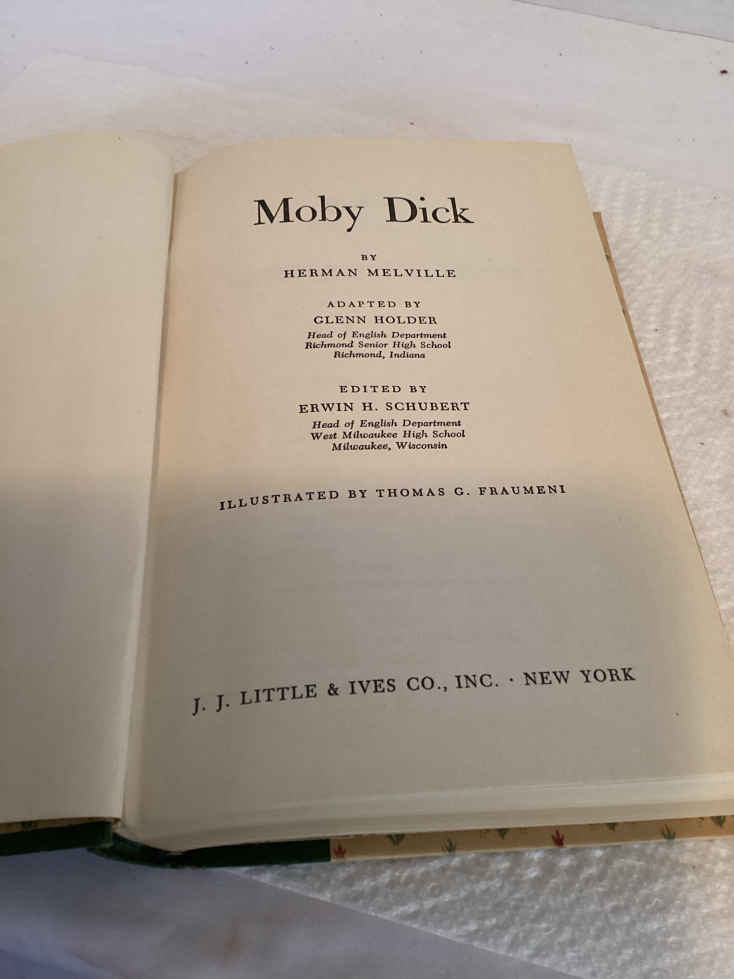 Moby Dick
BY
HERMAN MELVILLE
ADAPTED BY
GLENN HOLDER
Head of English Department
Richmond Senior High School
Richmond, Indiana
EDITED BY
ERWIN H. SCHUBERT
Head of English Department
West Milwaukee High School
Milwaukee, Wisconsin
ILLUSTRATED BY THOMAS G. FRAUMENI
J. J. LITTLE & IVES CO., INC. · NEW YORK